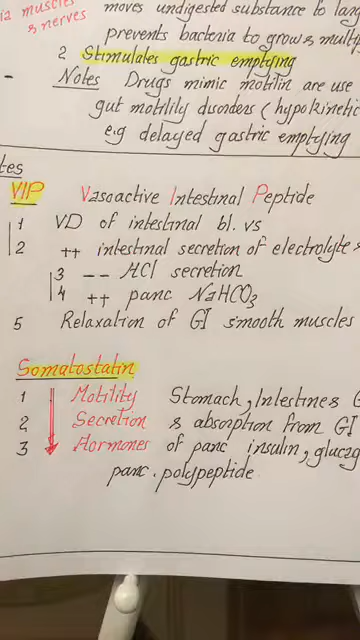 ia muscles moves undigested substance to
& nerves prevents bacteria to grow &
2 Stimulates gastric emptying
Notes Drugs mimic motilin are use
gut motility disorders (hypokinetic
e.g delayed gastric emptying
VIP Vasoactive Intestinal Peptide
1 VD of intestinal bl. vs
2 ++ intestinal secretion of electrolyte
3 -- HCl secretion
4 ++ panc NaHCO3
5 Relaxation of GI smooth muscles
Somatostatin
1 Motility Stomach, Intestines
2 Secretion & absorption from GI
3 Hormones of panc insulin,
panc. polypeptide